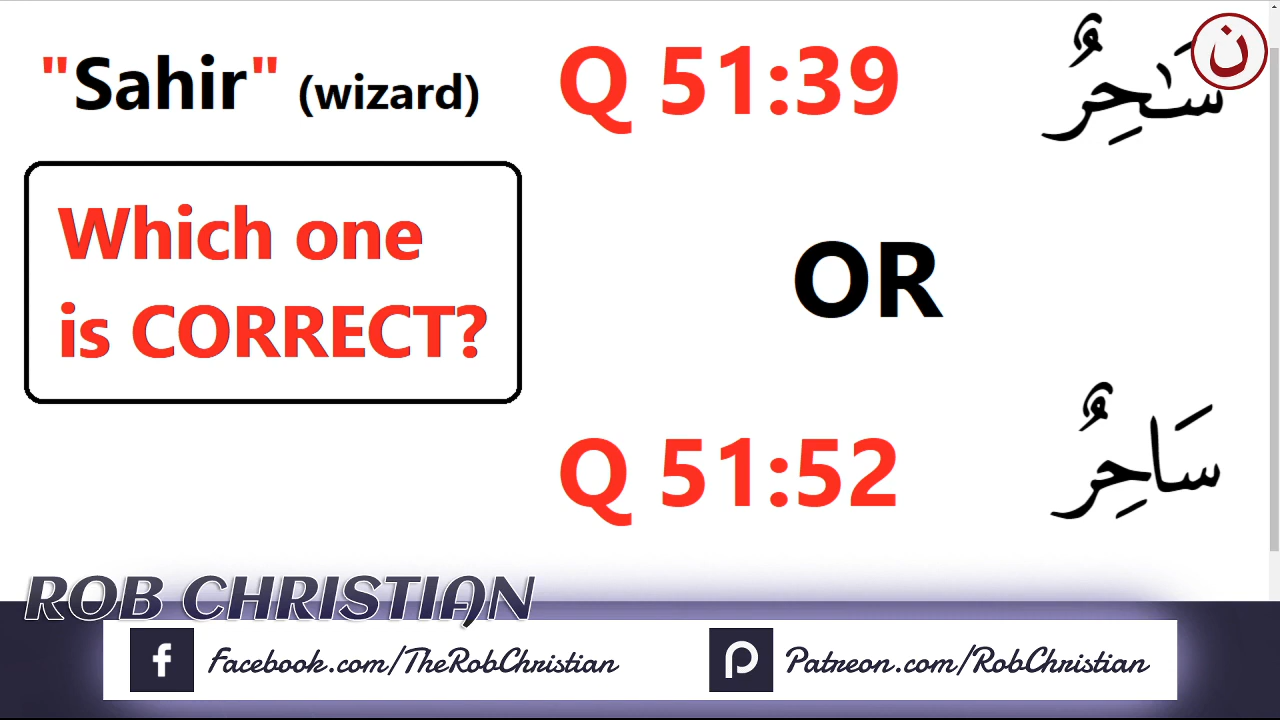 "Sahir" (wizard)
Q 51:39
سَـٰحِرٌ
ن
Which one
is CORRECT?
OR
Q 51:52
سَاحِرٌ
ROB CHRISTIAN
f Facebook.com/TheRobChristian
Patreon.com/RobChristian